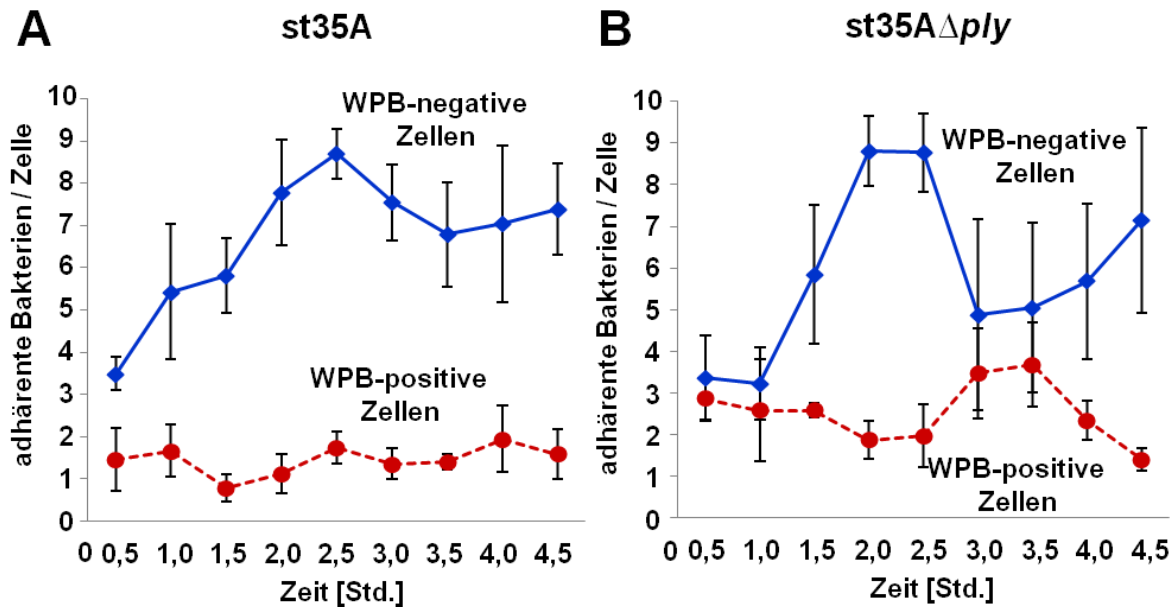 A
st35A
10
9
8
7
6
5
4
3
2
1
0
adhärente Bakterien / Zelle
WPB-negative
Zellen
WPB-positive
Zellen
0 0,5 1,0 1,5 2,0 2,5 3,0 3,5 4,0 4,5
Zeit [Std.]
B
st35AΔply
10
9
8
7
6
5
4
3
2
1
0
adhärente Bakterien / Zelle
WPB-negative
Zellen
WPB-positive
Zellen
0 0,5 1,0 1,5 2,0 2,5 3,0 3,5 4,0 4,5
Zeit [Std.]